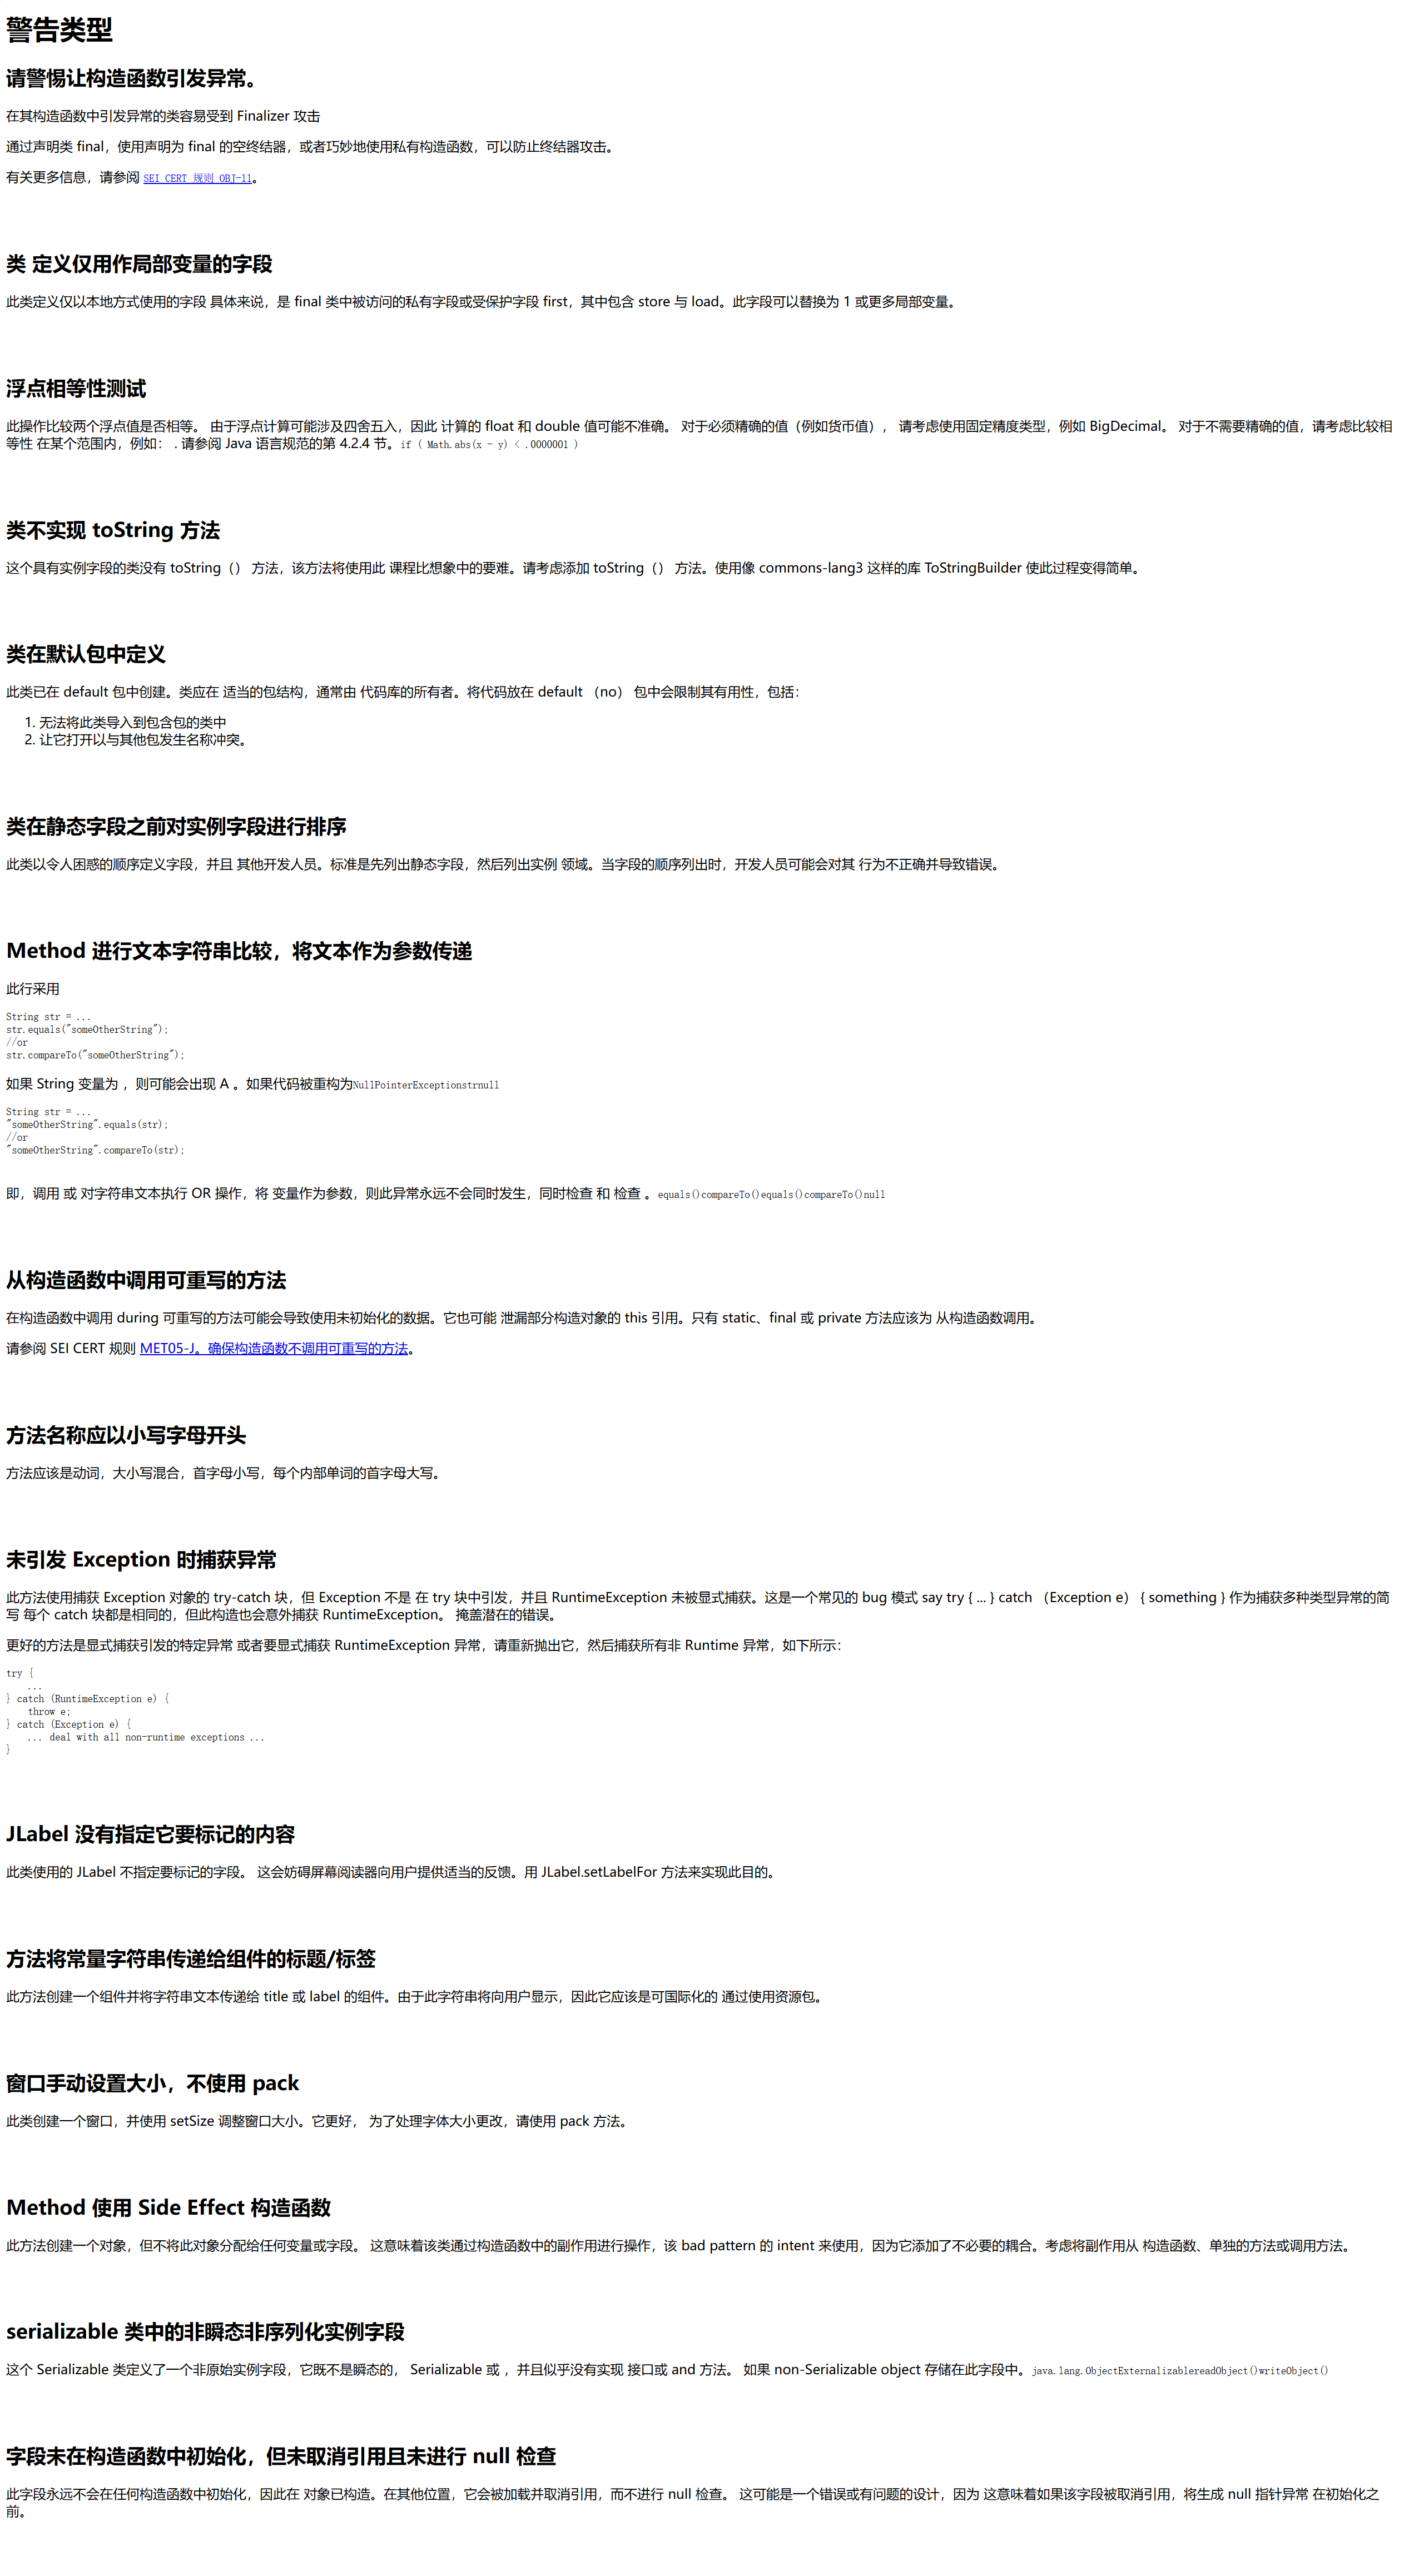 警告类型
请警惕让构造函数引发异常。
在其构造函数中引发异常的类容易受到 Finalizer 攻击
通过声明类 final，使用声明为 final 的空终结器，或者巧妙地使用私有构造函数，可以防止终结器攻击。
有关更多信息，请参阅 SEI CERT 规则 OBJ-11。
类 定义仅用作局部变量的字段
此类定义仅以本地方式使用的字段 具体来说，是 final 类中被访问的私有字段或受保护字段 first，其中包含 store 与 load。此字段可以替换为 1 或更多局部变量。
浮点相等性测试
此操作比较两个浮点值是否相等。 由于浮点计算可能涉及四舍五入，因此 计算的 float 和 double 值可能不准确。 对于必须精确的值（例如货币值）， 请考虑使用固定精度类型，例如 BigDecimal。 对于不需要精确的值，请考虑比较相
等性 在某个范围内，例如： . 请参阅 Java 语言规范的第 4.2.4 节。if ( Math.abs(x - y) < .0000001 )
类不实现 toString 方法
这个具有实例字段的类没有 toString（） 方法，该方法将使用此 课程比想象中的要难。请考虑添加 toString（） 方法。使用像 commons-lang3 这样的库 ToStringBuilder 使此过程变得简单。
类在默认包中定义
此类已在 default 包中创建。类应在 适当的包结构，通常由 代码库的所有者。将代码放在 default （no） 包中会限制其有用性，包括：
1. 无法将此类导入到包含包的类中
2. 让它打开以与其他包发生名称冲突。
类在静态字段之前对实例字段进行排序
此类以令人困惑的顺序定义字段，并且 其他开发人员。标准是先列出静态字段，然后列出实例 领域。当字段的顺序列出时，开发人员可能会对其 行为不正确并导致错误。
Method 进行文本字符串比较，将文本作为参数传递
此行采用
String str = ...
str.equals("someOtherString");
//or
str.compareTo("someOtherString");
如果 String 变量为 ，则可能会出现 A 。如果代码被重构为NullPointerExceptionstrnull
String str = ...
"someOtherString".equals(str);
//or
"someOtherString".compareTo(str);
即，调用 或 对字符串文本执行 OR 操作，将 变量作为参数，则此异常永远不会同时发生，同时检查 和 检查 。equals()compareTo()equals()compareTo()null
从构造函数中调用可重写的方法
在构造函数中调用 during 可重写的方法可能会导致使用未初始化的数据。它也可能 泄漏部分构造对象的 this 引用。只有 static、final 或 private 方法应该为 从构造函数调用。
请参阅 SEI CERT 规则 MET05-J。确保构造函数不调用可重写的方法。
方法名称应以小写字母开头
方法应该是动词，大小写混合，首字母小写，每个内部单词的首字母大写。
未引发 Exception 时捕获异常
此方法使用捕获 Exception 对象的 try-catch 块，但 Exception 不是 在 try 块中引发，并且 RuntimeException 未被显式捕获。这是一个常见的 bug 模式 say try { ... } catch （Exception e） { something } 作为捕获多种类型异常的简
写 每个 catch 块都是相同的，但此构造也会意外捕获 RuntimeException。 掩盖潜在的错误。
更好的方法是显式捕获引发的特定异常 或者要显式捕获 RuntimeException 异常，请重新抛出它，然后捕获所有非 Runtime 异常，如下所示：
try {
...
} catch (RuntimeException e) {
throw e;
} catch (Exception e) {
... deal with all non-runtime exceptions ...
}
JLabel 没有指定它要标记的内容
此类使用的 JLabel 不指定要标记的字段。 这会妨碍屏幕阅读器向用户提供适当的反馈。用 JLabel.setLabelFor 方法来实现此目的。
方法将常量字符串传递给组件的标题/标签
此方法创建一个组件并将字符串文本传递给 title 或 label 的组件。由于此字符串将向用户显示，因此它应该是可国际化的 通过使用资源包。
窗口手动设置大小，不使用 pack
此类创建一个窗口，并使用 setSize 调整窗口大小。它更好， 为了处理字体大小更改，请使用 pack 方法。
Method 使用 Side Effect 构造函数
此方法创建一个对象，但不将此对象分配给任何变量或字段。 这意味着该类通过构造函数中的副作用进行操作，该 bad pattern 的 intent 来使用，因为它添加了不必要的耦合。考虑将副作用从 构造函数、单独的方法或调用方法。
serializable 类中的非瞬态非序列化实例字段
这个 Serializable 类定义了一个非原始实例字段，它既不是瞬态的， Serializable 或 ，并且似乎没有实现 接口或 and 方法。 如果 non-Serializable object 存储在此字段中。java.lang.ObjectExternalizablereadObject()writeObject()
字段未在构造函数中初始化，但未取消引用且未进行 null 检查
此字段永远不会在任何构造函数中初始化，因此在 对象已构造。在其他位置，它会被加载并取消引用，而不进行 null 检查。 这可能是一个错误或有问题的设计，因为 这意味着如果该字段被取消引用，将生成 null 指针异常 在初始化之
前。